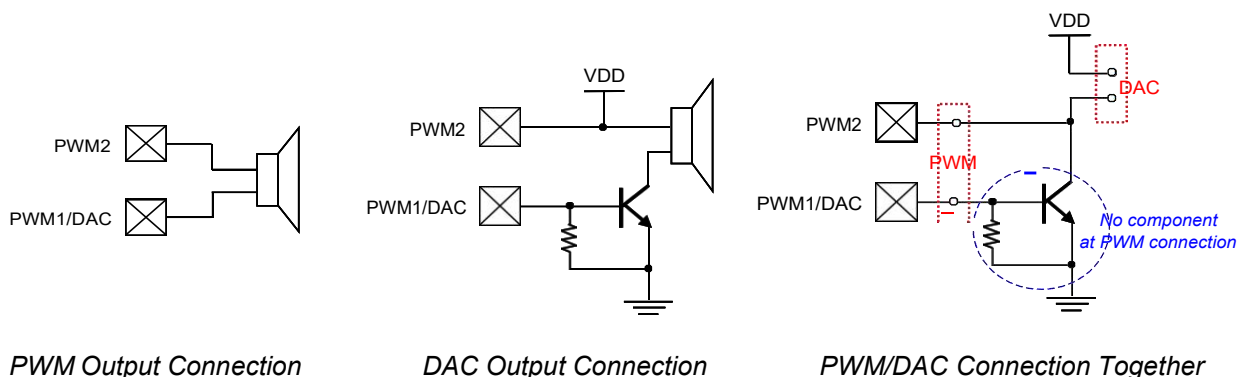 PWM2
PWM1/DAC
PWM Output Connection
VDD
PWM2
PWM1/DAC
DAC Output Connection
VDD
DAC
PWM2
PWM
PWM1/DAC
No component
at PWM connection
PWM/DAC Connection Together